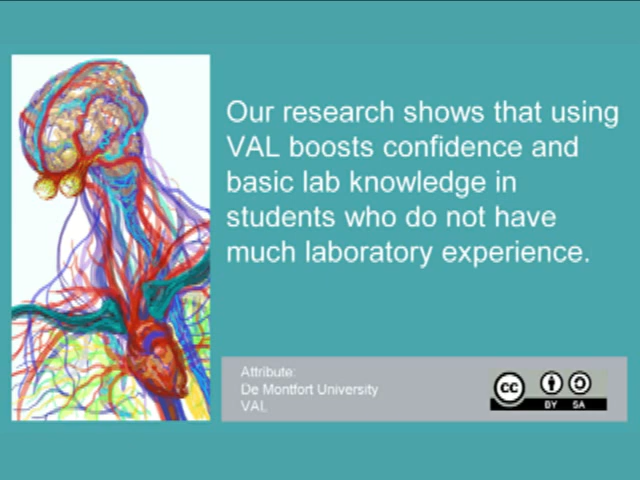 Our research shows that using
VAL boosts confidence and
basic lab knowledge in
students who do not have
much laboratory experience.
Attribute:
De Montfort University
VAL
cc
BY SA